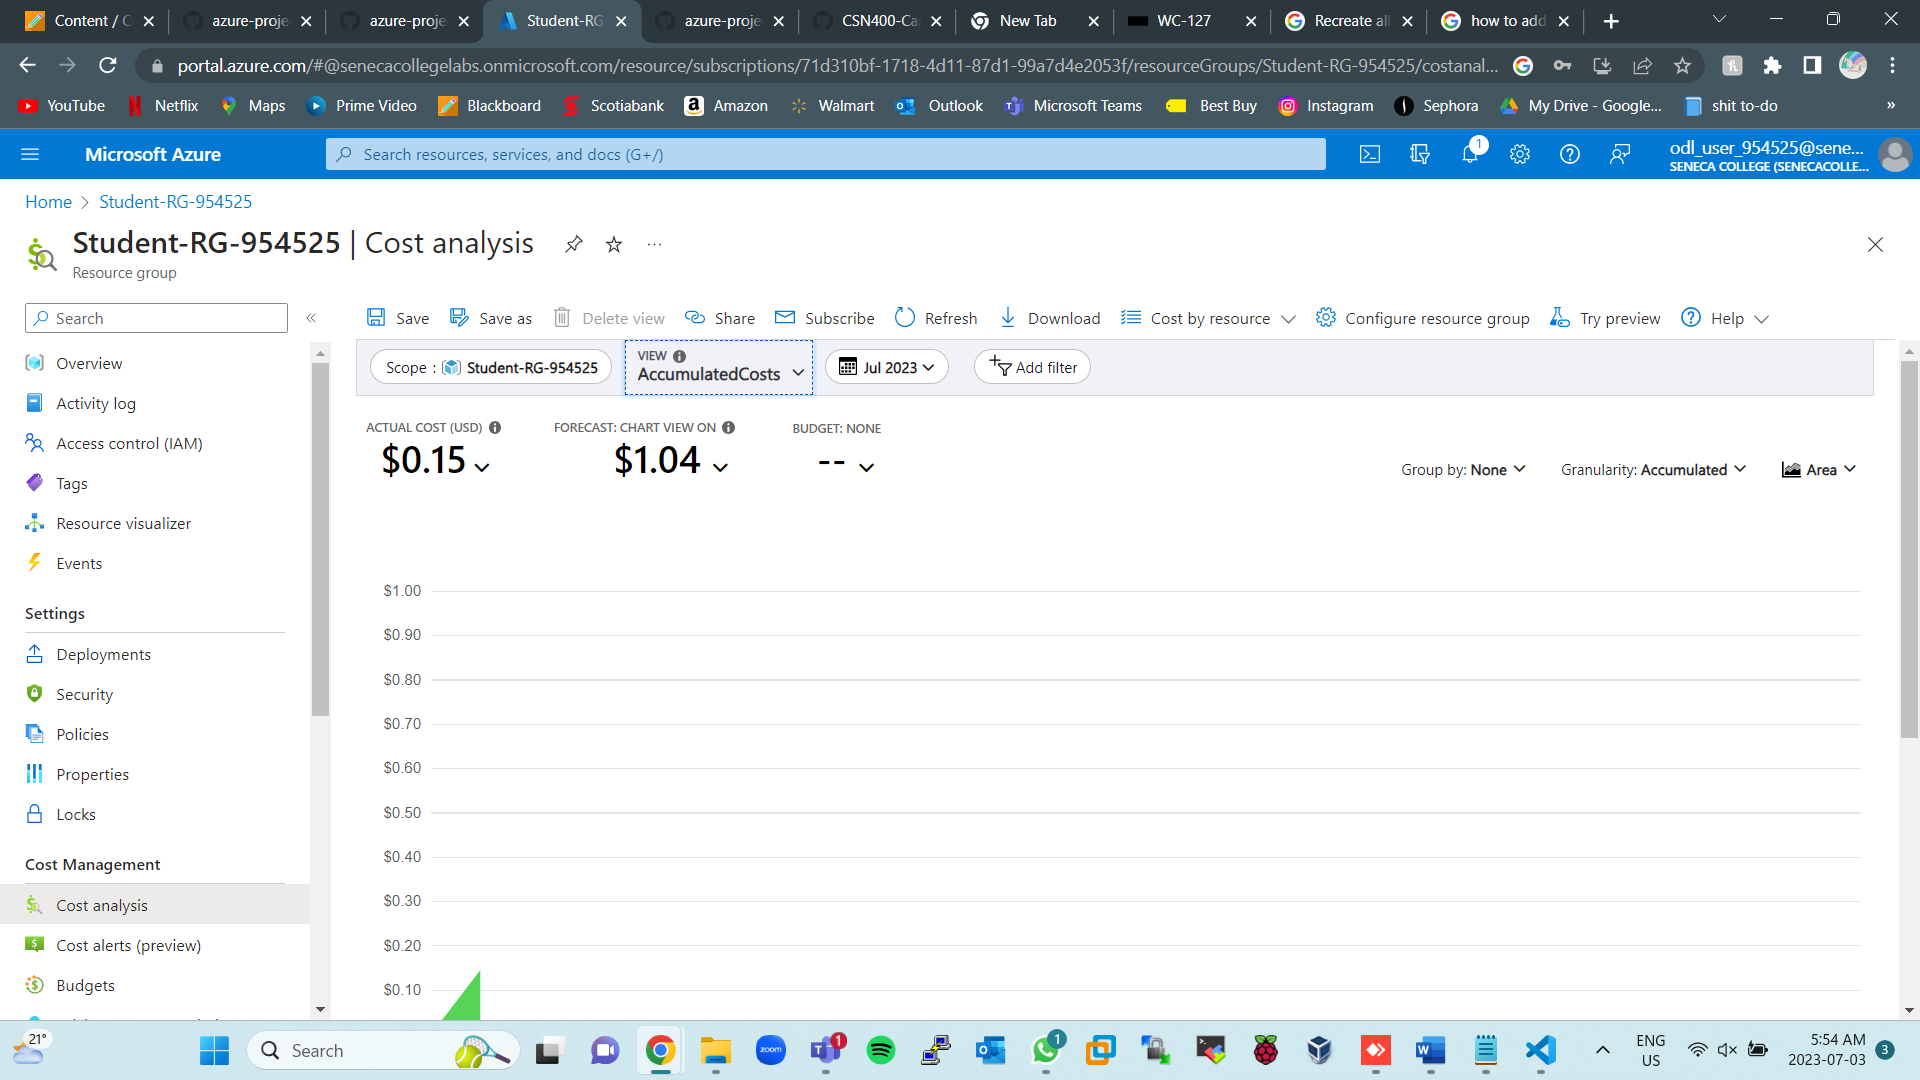 Content / C
azure-proje
azure-proje
Student-RG
azure-proje
CSN400-Ca
New Tab
WC-127
Recreate all
how to add
portal.azure.com/#@senecacollegelabs.onmicrosoft.com/resource/subscriptions/71d310bf-1718-4d11-87d1-99a7d4e2053f/resourceGroups/Student-RG-954525/costanal...
YouTube
Netflix
Maps
Prime Video
Blackboard
Scotiabank
Amazon
Walmart
Outlook
Microsoft Teams
Best Buy
Instagram
Sephora
My Drive - Google...
shit to-do
»
Microsoft Azure
Search resources, services, and docs (G+/)
1
odl_user_954525@sene...
SENECA COLLEGE (SENECACOLLE...
Home > Student-RG-954525
Student-RG-954525 | Cost analysis
...
Resource group
Search
«
Save
Save as
Delete view
Share
Subscribe
Refresh
Download
Cost by resource
Configure resource group
Try preview
Help
Overview
Activity log
Access control (IAM)
Tags
Resource visualizer
Events
Settings
Deployments
Security
Policies
Properties
Locks
Cost Management
Cost analysis
Cost alerts (preview)
Budgets
Scope : Student-RG-954525
VIEW
AccumulatedCosts
Jul 2023
Add filter
ACTUAL COST (USD)
$0.15
FORECAST: CHART VIEW ON
$1.04
BUDGET: NONE
--
Group by: None
Granularity: Accumulated
Area
$1.00
$0.90
$0.80
$0.70
$0.60
$0.50
$0.40
$0.30
$0.20
$0.10
21°
Search
zoom
1
1
ENG
US
5:54 AM
2023-07-03
3